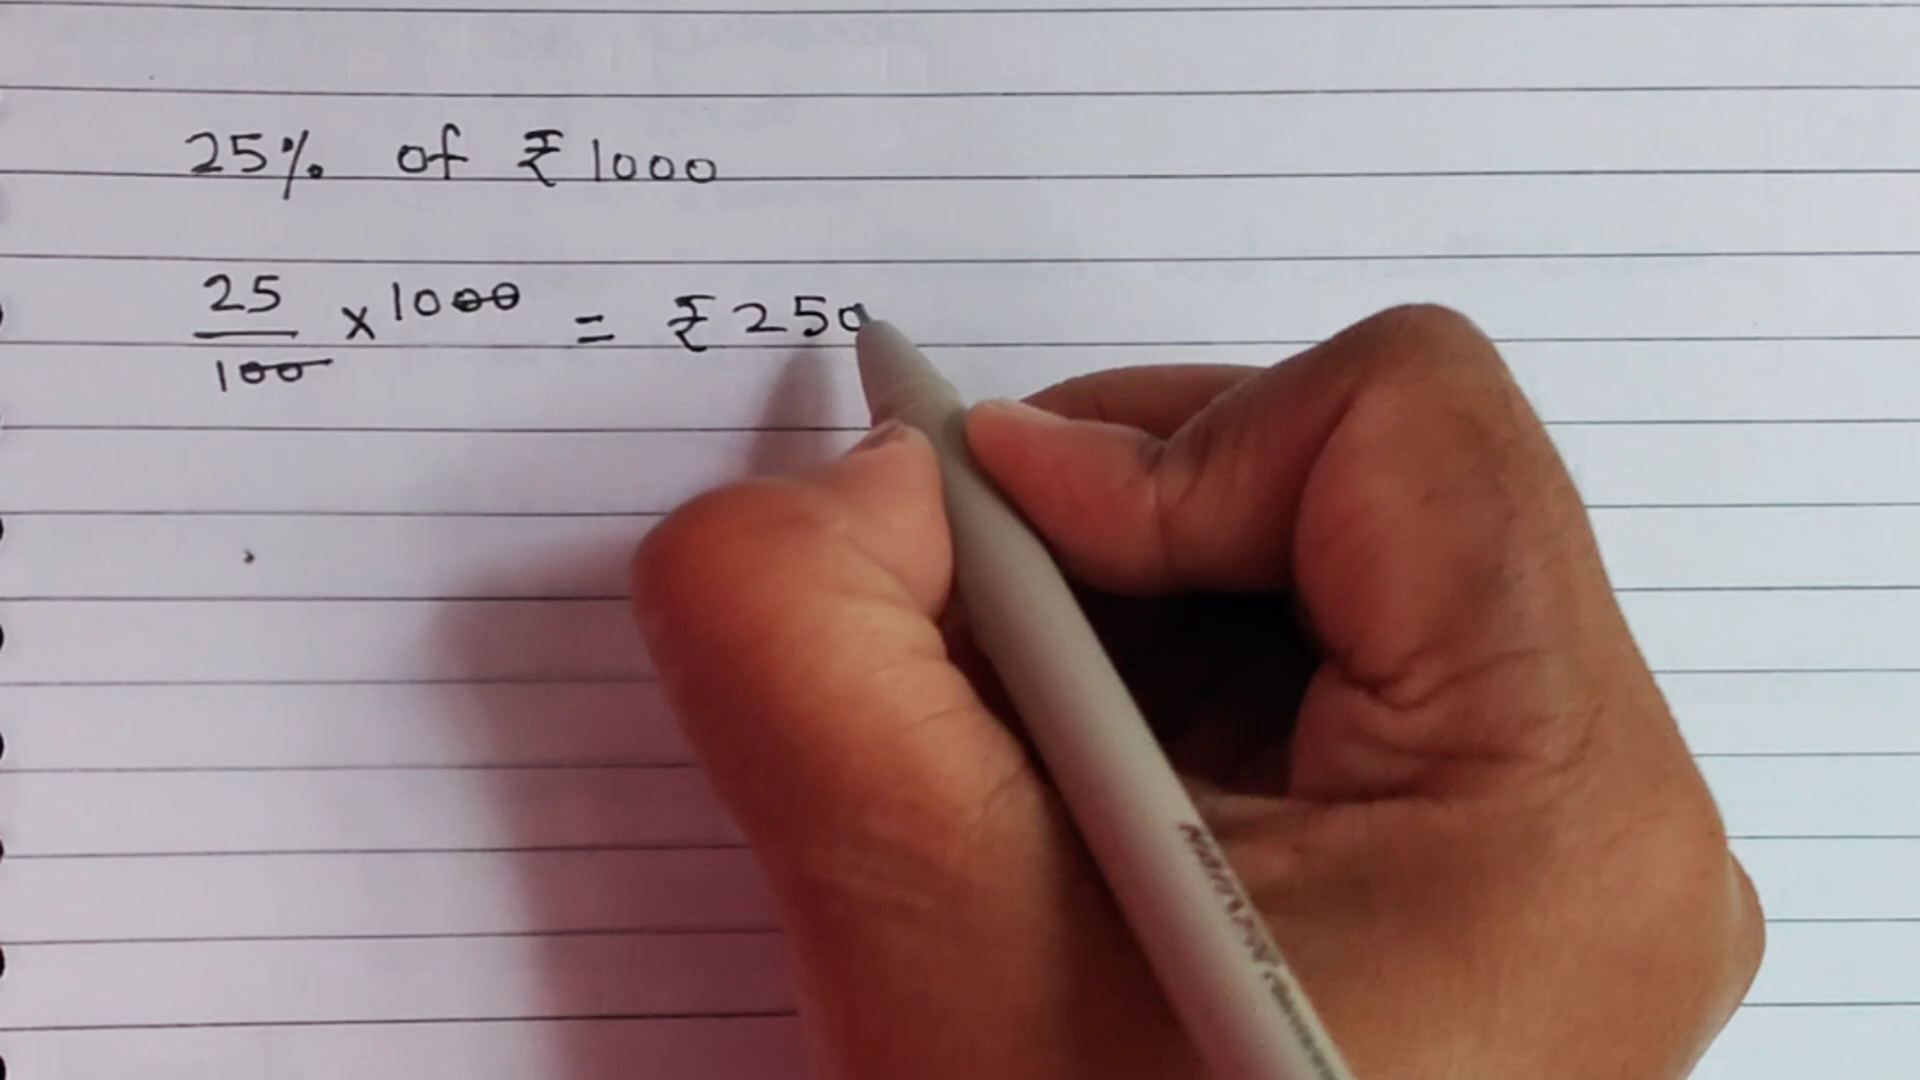 25% of ₹ 1000
25/100 × 1000 = ₹ 250